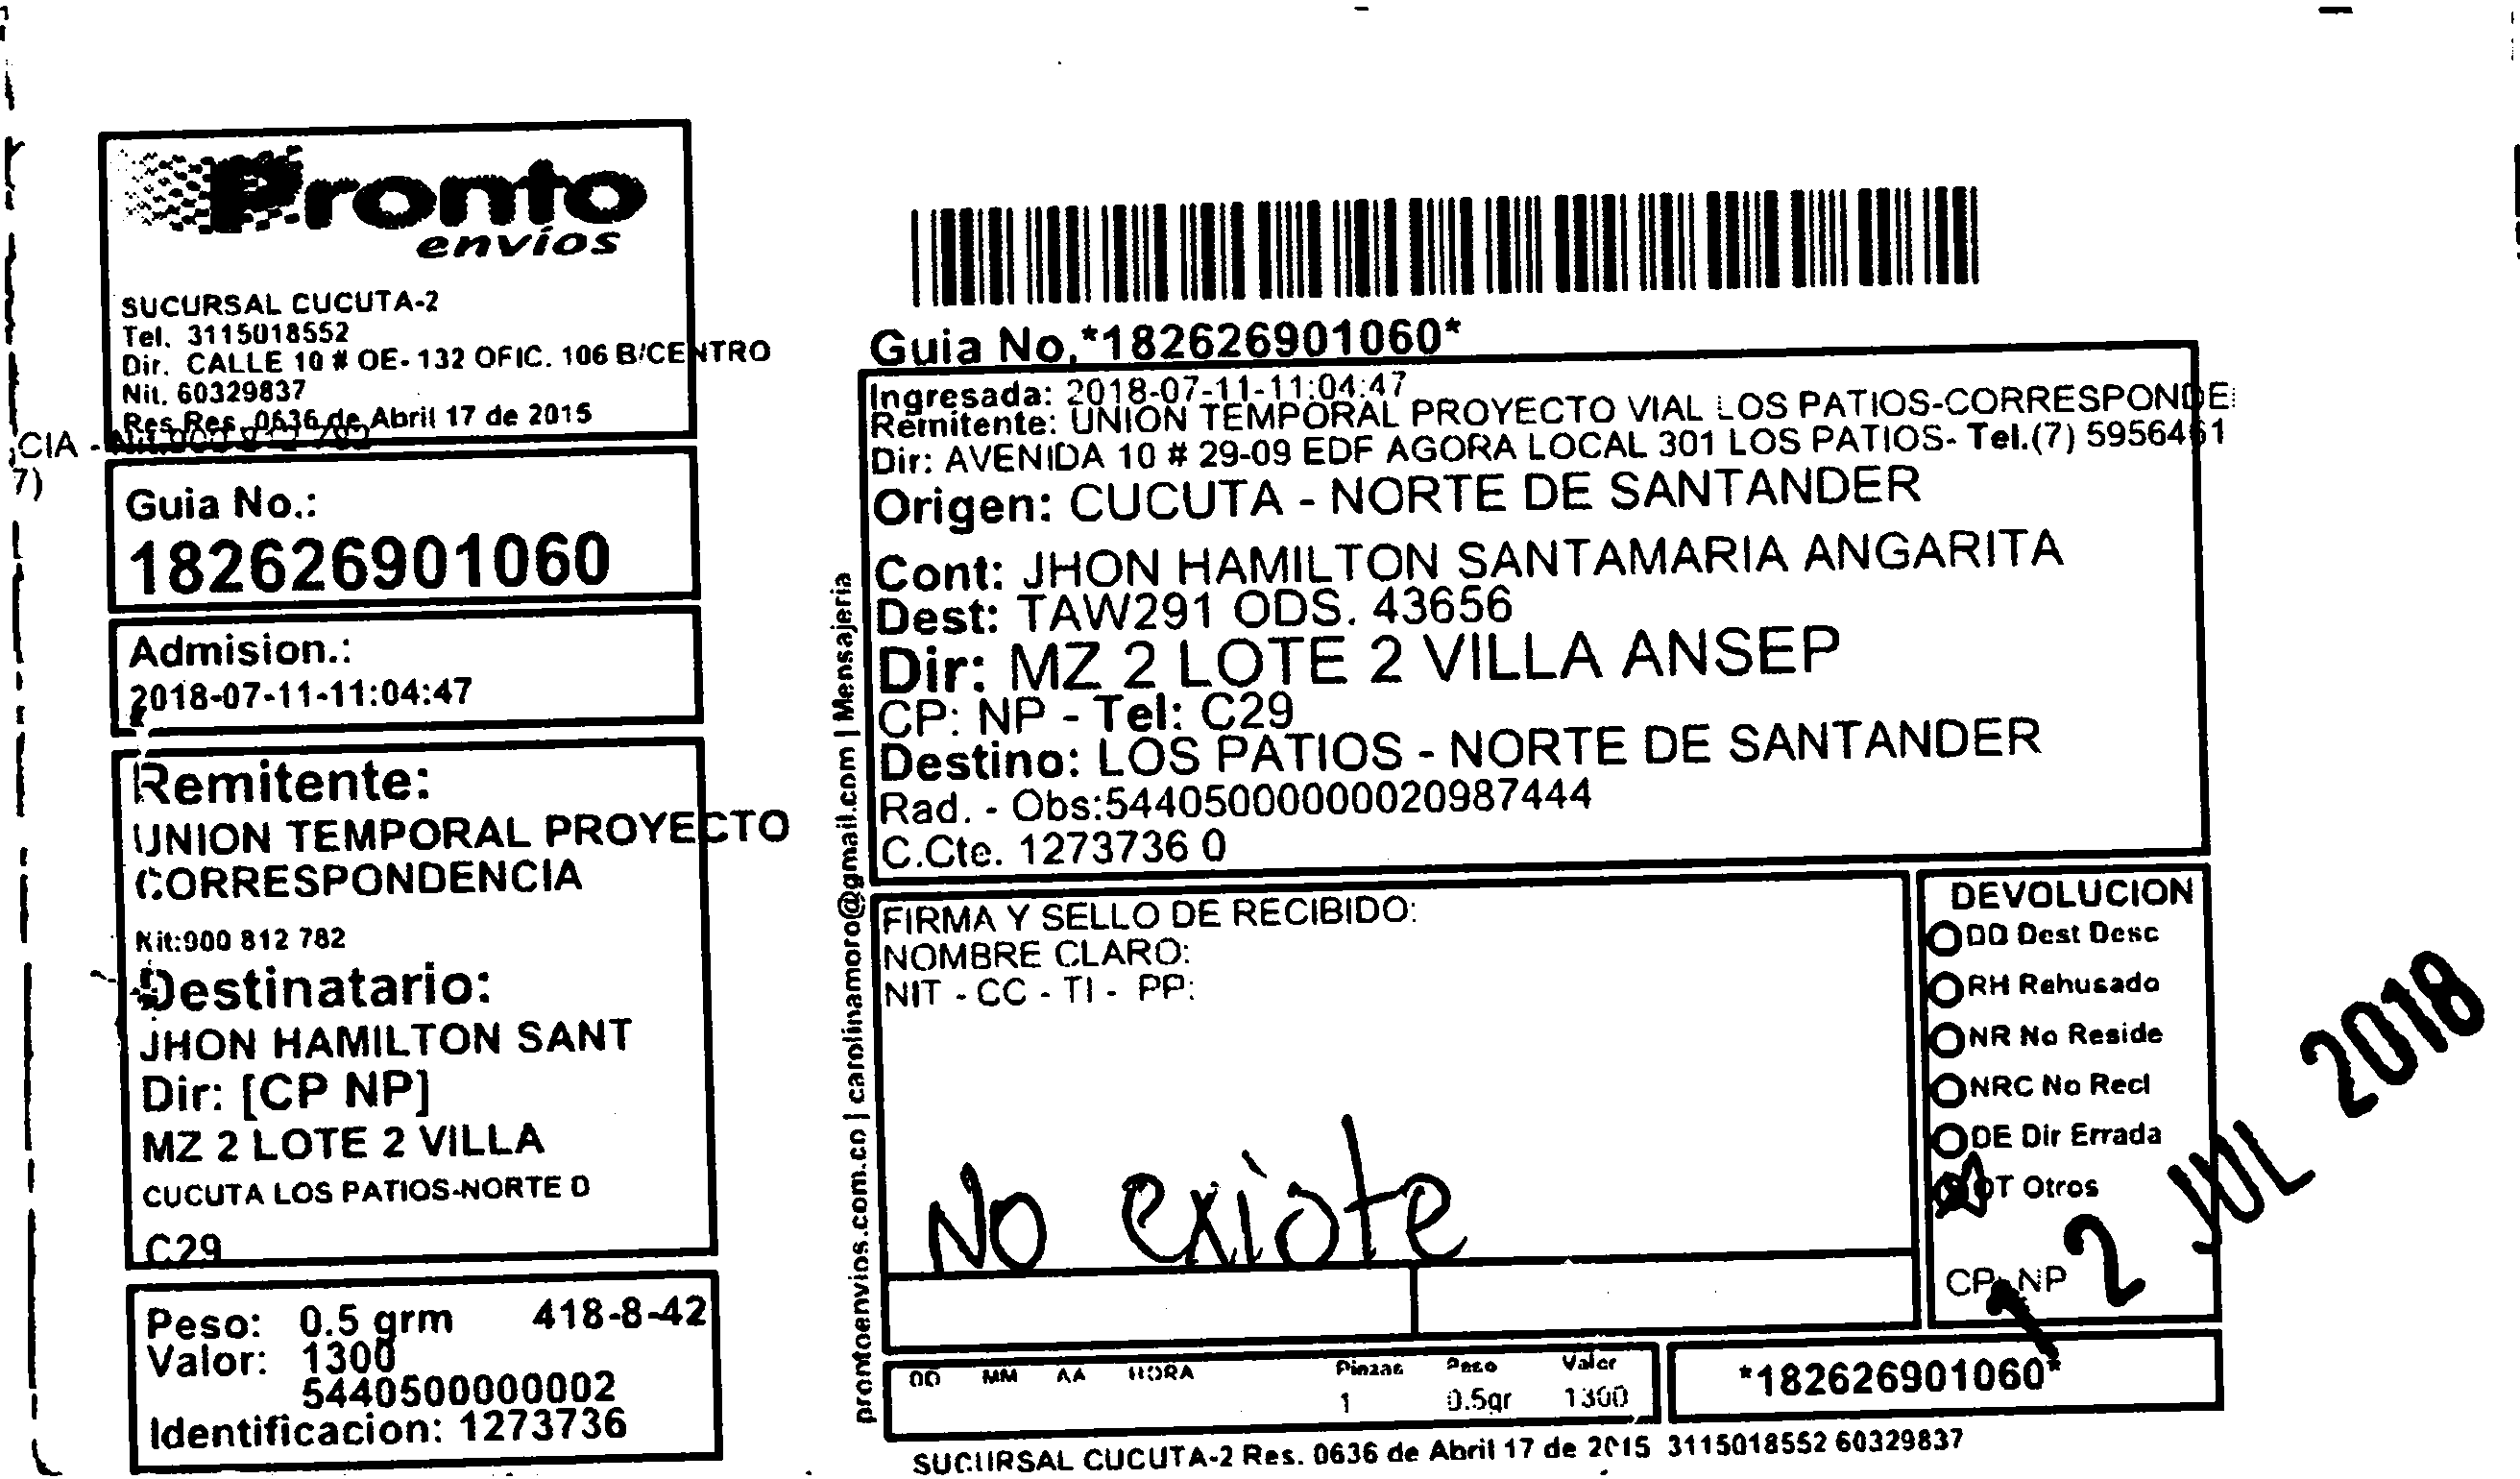 Pronto
envíos
SUCURSAL CUCUTA-2
Tel. 3115018552
Dir. CALLE 10 # OE-132 OFIC. 106 B/CENTRO
Nit. 60329837
Res Res. 0636 de Abril 17 de 2015
CIA -
7)
Guia No.:
182626901060
Admision.:
2018-07-11-11:04:47
Remitente:
UNION TEMPORAL PROYECTO
CORRESPONDENCIA
Nit:900 812 782
Destinatario:
JHON HAMILTON SANT
Dir: [CP NP]
MZ 2 LOTE 2 VILLA
CUCUTA LOS PATIOS-NORTE D
C29
Peso: 0.5 grm 418-8-42
Valor: 1300
5440500000002
Identificacion: 1273736
prontoenvios.com.co | carolinamoro@gmail.com | Mensajeria
Guia No.*182626901060*
Ingresada: 2018-07-11-11:04:47
Remitente: UNION TEMPORAL PROYECTO VIAL LOS PATIOS-CORRESPONDE
Dir: AVENIDA 10 # 29-09 EDF AGORA LOCAL 301 LOS PATIOS- Tel.(7) 5956461
Origen: CUCUTA - NORTE DE SANTANDER
Cont: JHON HAMILTON SANTAMARIA ANGARITA
Dest: TAW291 ODS. 43656
Dir: MZ 2 LOTE 2 VILLA ANSEP
CP: NP - Tel: C29
Destino: LOS PATIOS - NORTE DE SANTANDER
Rad. - Obs:544050000000020987444
C.Cte. 1273736 0
FIRMA Y SELLO DE RECIBIDO:
NOMBRE CLARO:
NIT - CC - TI - PP:
No existe
DEVOLUCION
DD Dest Desc
RH Rehusado
NR No Reside
NRC No Recl
DE Dir Errada
OT Otros
CP: NP
12 JUL 2018
DD MM AA HORA Piezas Peso Valor
1 0.5gr 1300
*182626901060*
SUCURSAL CUCUTA-2 Res. 0636 de Abril 17 de 2015 3115018552 60329837